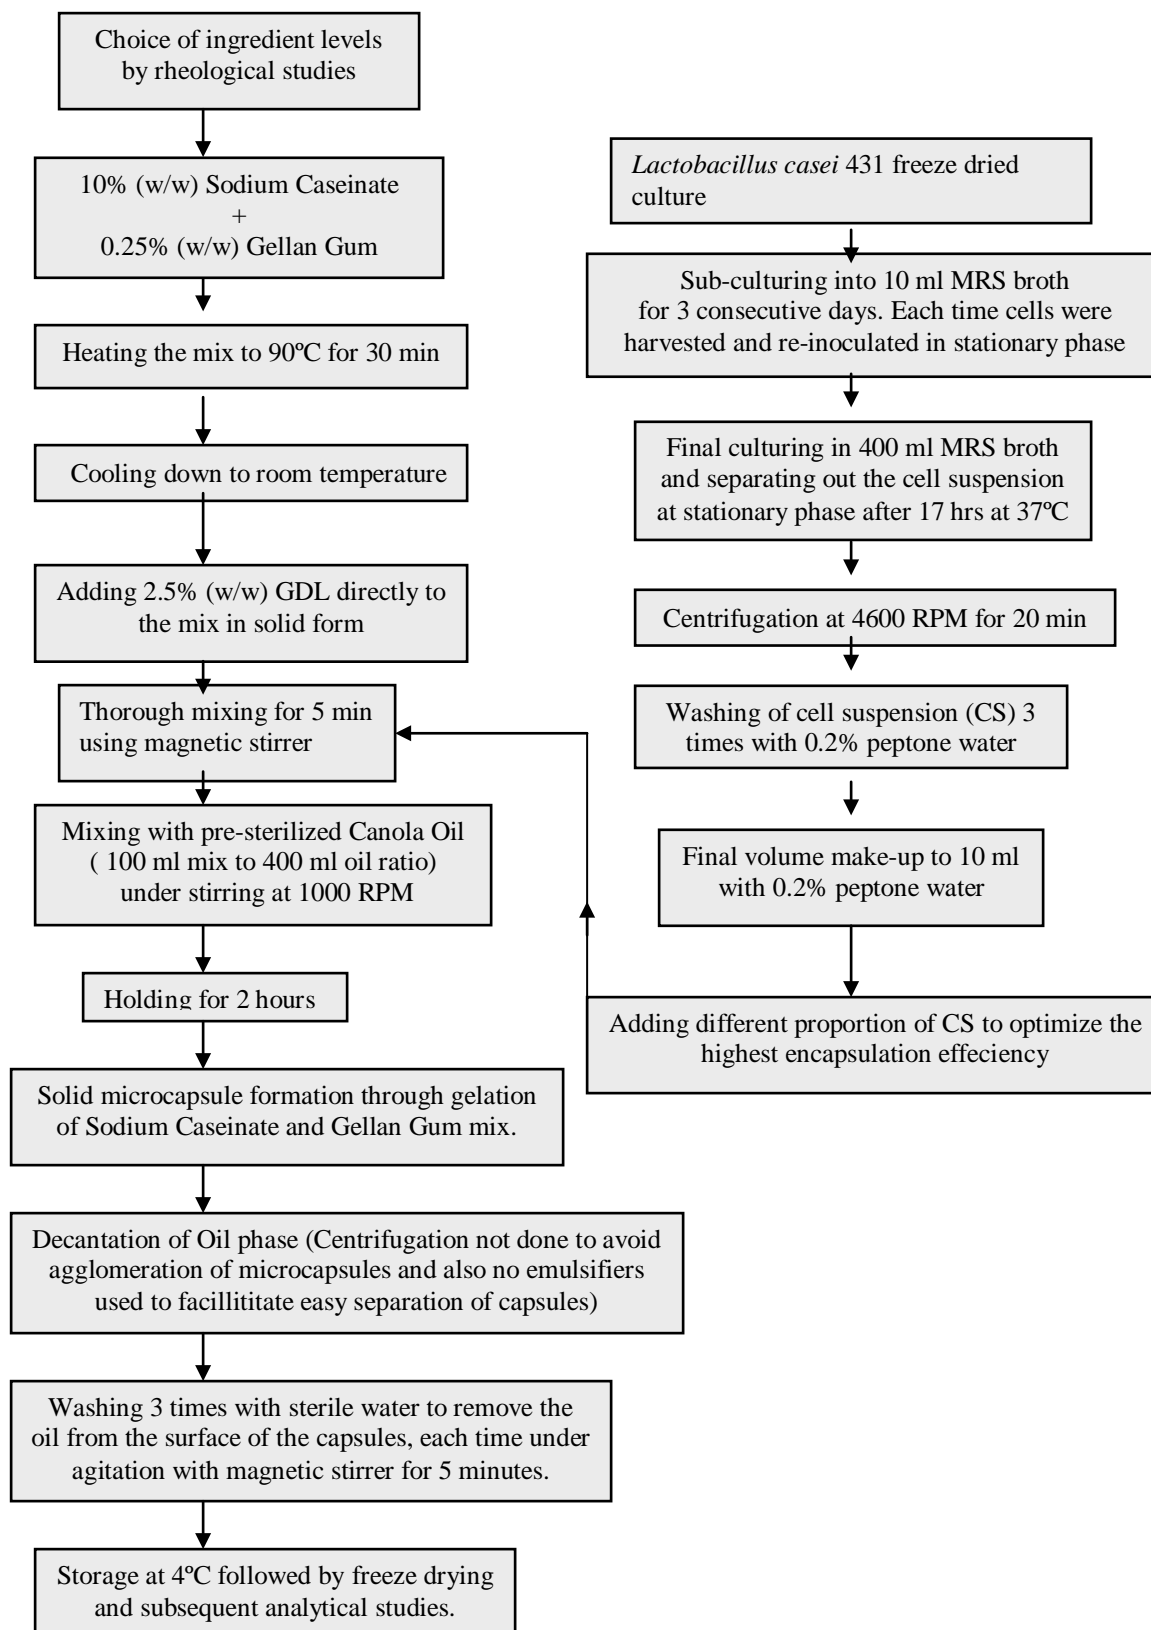 Choice of ingredient levels
by rheological studies
10% (w/w) Sodium Caseinate
+
0.25% (w/w) Gellan Gum
Heating the mix to 90ºC for 30 min
Cooling down to room temperature
Adding 2.5% (w/w) GDL directly to
the mix in solid form
Thorough mixing for 5 min
using magnetic stirrer
Mixing with pre-sterilized Canola Oil
( 100 ml mix to 400 ml oil ratio)
under stirring at 1000 RPM
Holding for 2 hours
Solid microcapsule formation through gelation
of Sodium Caseinate and Gellan Gum mix.
Decantation of Oil phase (Centrifugation not done to avoid
agglomeration of microcapsules and also no emulsifiers
used to facillititate easy separation of capsules)
Washing 3 times with sterile water to remove the
oil from the surface of the capsules, each time under
agitation with magnetic stirrer for 5 minutes.
Storage at 4ºC followed by freeze drying
and subsequent analytical studies.
Lactobacillus casei 431 freeze dried
culture
Sub-culturing into 10 ml MRS broth
for 3 consecutive days. Each time cells were
harvested and re-inoculated in stationary phase
Final culturing in 400 ml MRS broth
and separating out the cell suspension
at stationary phase after 17 hrs at 37ºC
Centrifugation at 4600 RPM for 20 min
Washing of cell suspension (CS) 3
times with 0.2% peptone water
Final volume make-up to 10 ml
with 0.2% peptone water
Adding different proportion of CS to optimize the
highest encapsulation effeciency